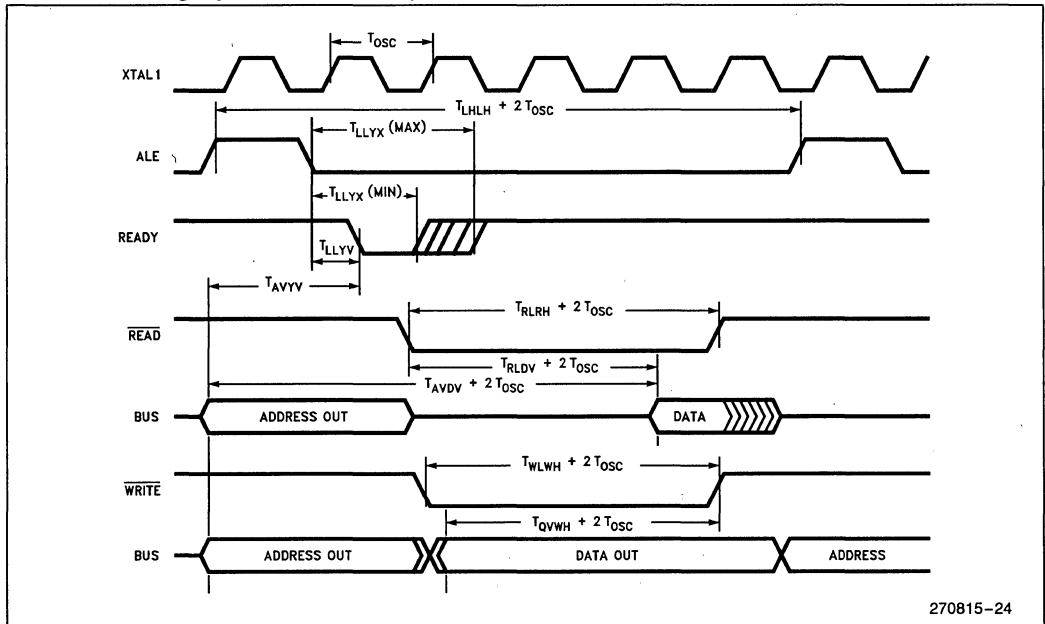 T_OSC
XTAL1
T_LHLH + 2 T_OSC
T_LLYX (MAX)
ALE
T_LLYX (MIN)
READY
T_LLYV
T_AVYV
T_RLRH + 2 T_OSC
READ
T_RLDV + 2 T_OSC
T_AVDV + 2 T_OSC
BUS ADDRESS OUT DATA
T_WLWH + 2 T_OSC
WRITE
T_QVWH + 2 T_OSC
BUS ADDRESS OUT DATA OUT ADDRESS
270815-24